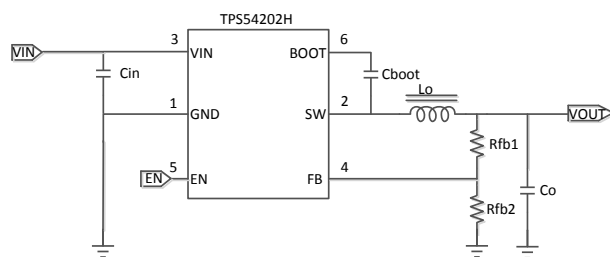 TPS54202H
VIN
3
VIN
BOOT
6
Cin
Cboot
Lo
1
GND
SW
2
VOUT
Rfb1
EN
5
EN
FB
4
Rfb2
Co